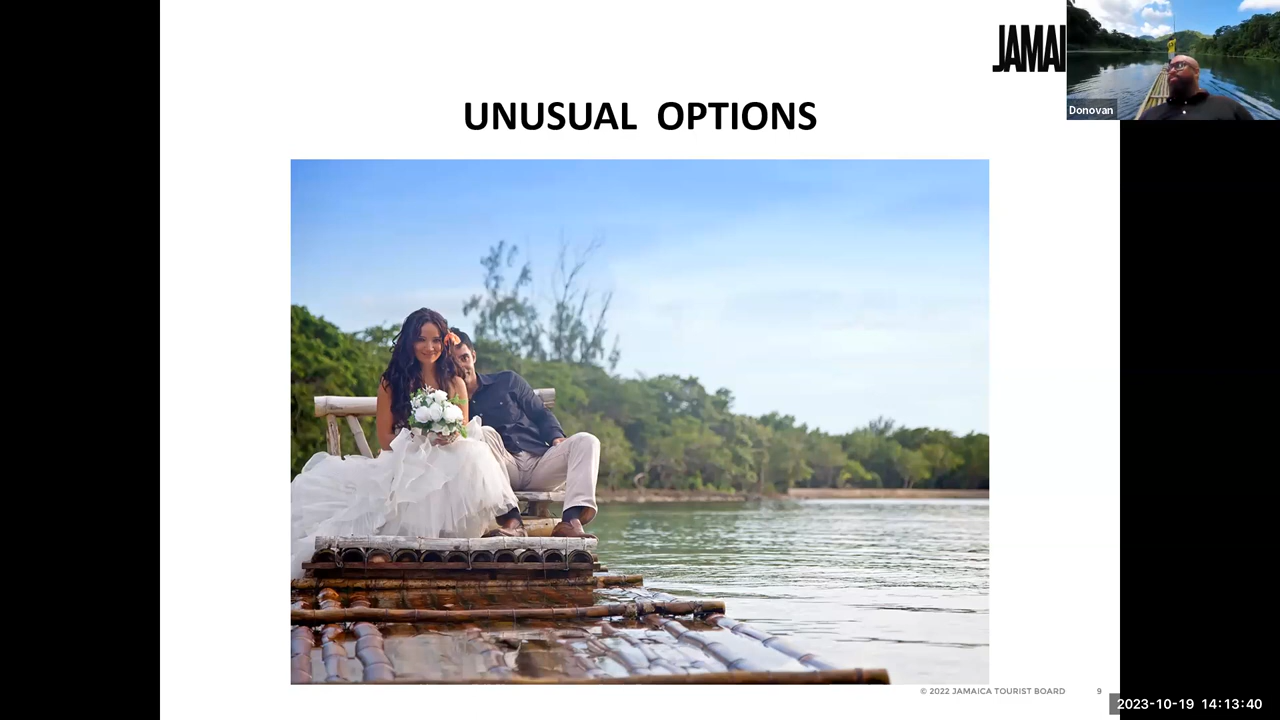 JAMAI
Donovan
UNUSUAL OPTIONS
© 2022 JAMAICA TOURIST BOARD
9
2023-10-19 14:13:40